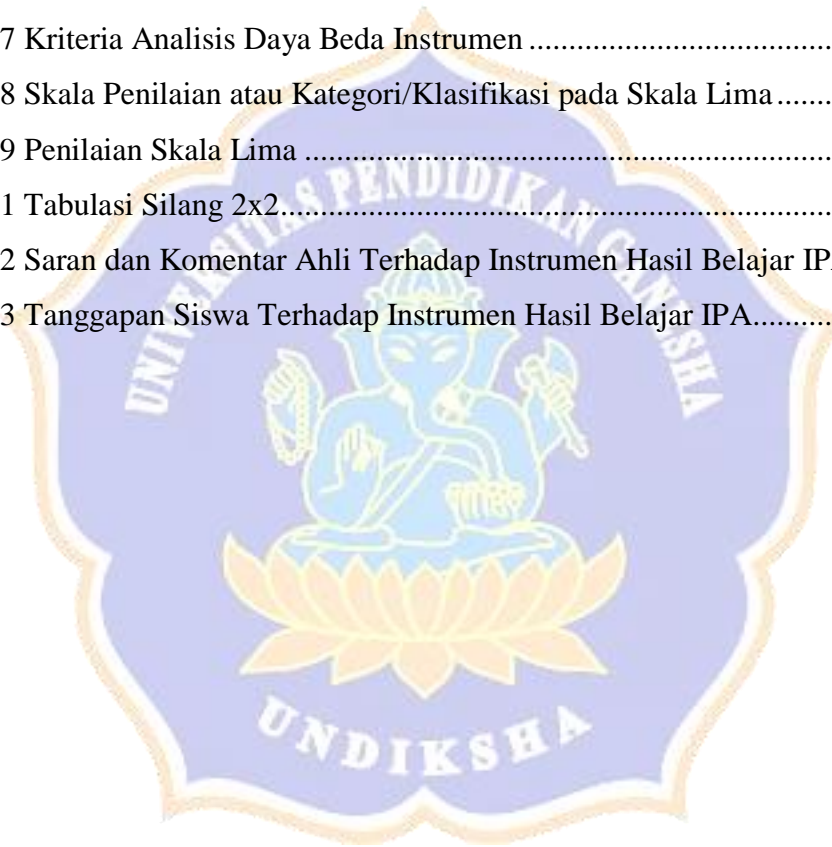 7 Kriteria Analisis Daya Beda Instrumen ....................................
8 Skala Penilaian atau Kategori/Klasifikasi pada Skala Lima .......
9 Penilaian Skala Lima ................................................................
1 Tabulasi Silang 2x2...................................................................
2 Saran dan Komentar Ahli Terhadap Instrumen Hasil Belajar IPA
3 Tanggapan Siswa Terhadap Instrumen Hasil Belajar IPA..........
UNIVERSITAS PENDIDIKAN GANESHA
UNDIKSHA